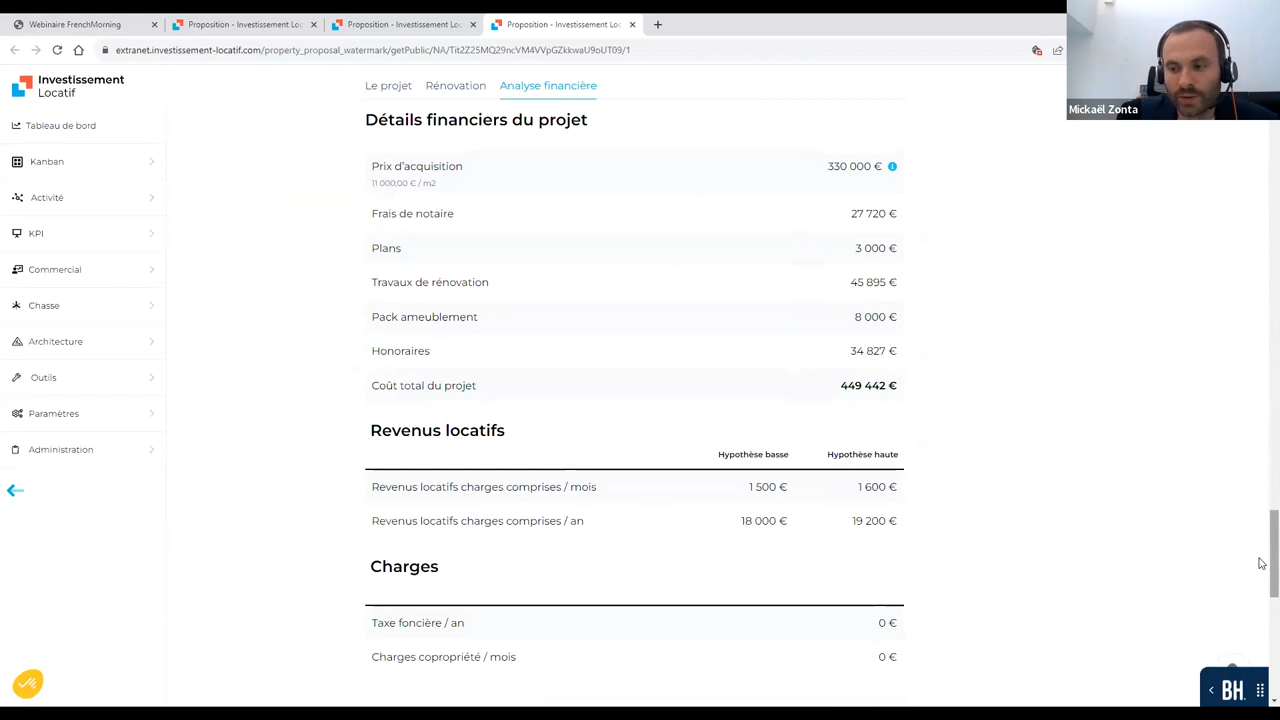 Webinaire FrenchMorning
Proposition - Investissement Loc
Proposition - Investissement Loc
Proposition - Investissement Loc
extranet.investissement-locatif.com/property_proposal_watermark/getPublic/NA/Tit2Z25MQ29ncVM4VVpGZkkwaU9oUT09/1
Mickaël Zonta
Investissement
Locatif
Tableau de bord
Kanban
Activité
KPI
Commercial
Chasse
Architecture
Outils
Paramètres
Administration
Le projet Rénovation Analyse financière
Détails financiers du projet
Prix d'acquisition 330 000 €
11 000,00 € / m2
Frais de notaire 27 720 €
Plans 3 000 €
Travaux de rénovation 45 895 €
Pack ameublement 8 000 €
Honoraires 34 827 €
Coût total du projet 449 442 €
Revenus locatifs
Hypothèse basse Hypothèse haute
Revenus locatifs charges comprises / mois 1 500 € 1 600 €
Revenus locatifs charges comprises / an 18 000 € 19 200 €
Charges
Taxe foncière / an 0 €
Charges copropriété / mois 0 €
BH